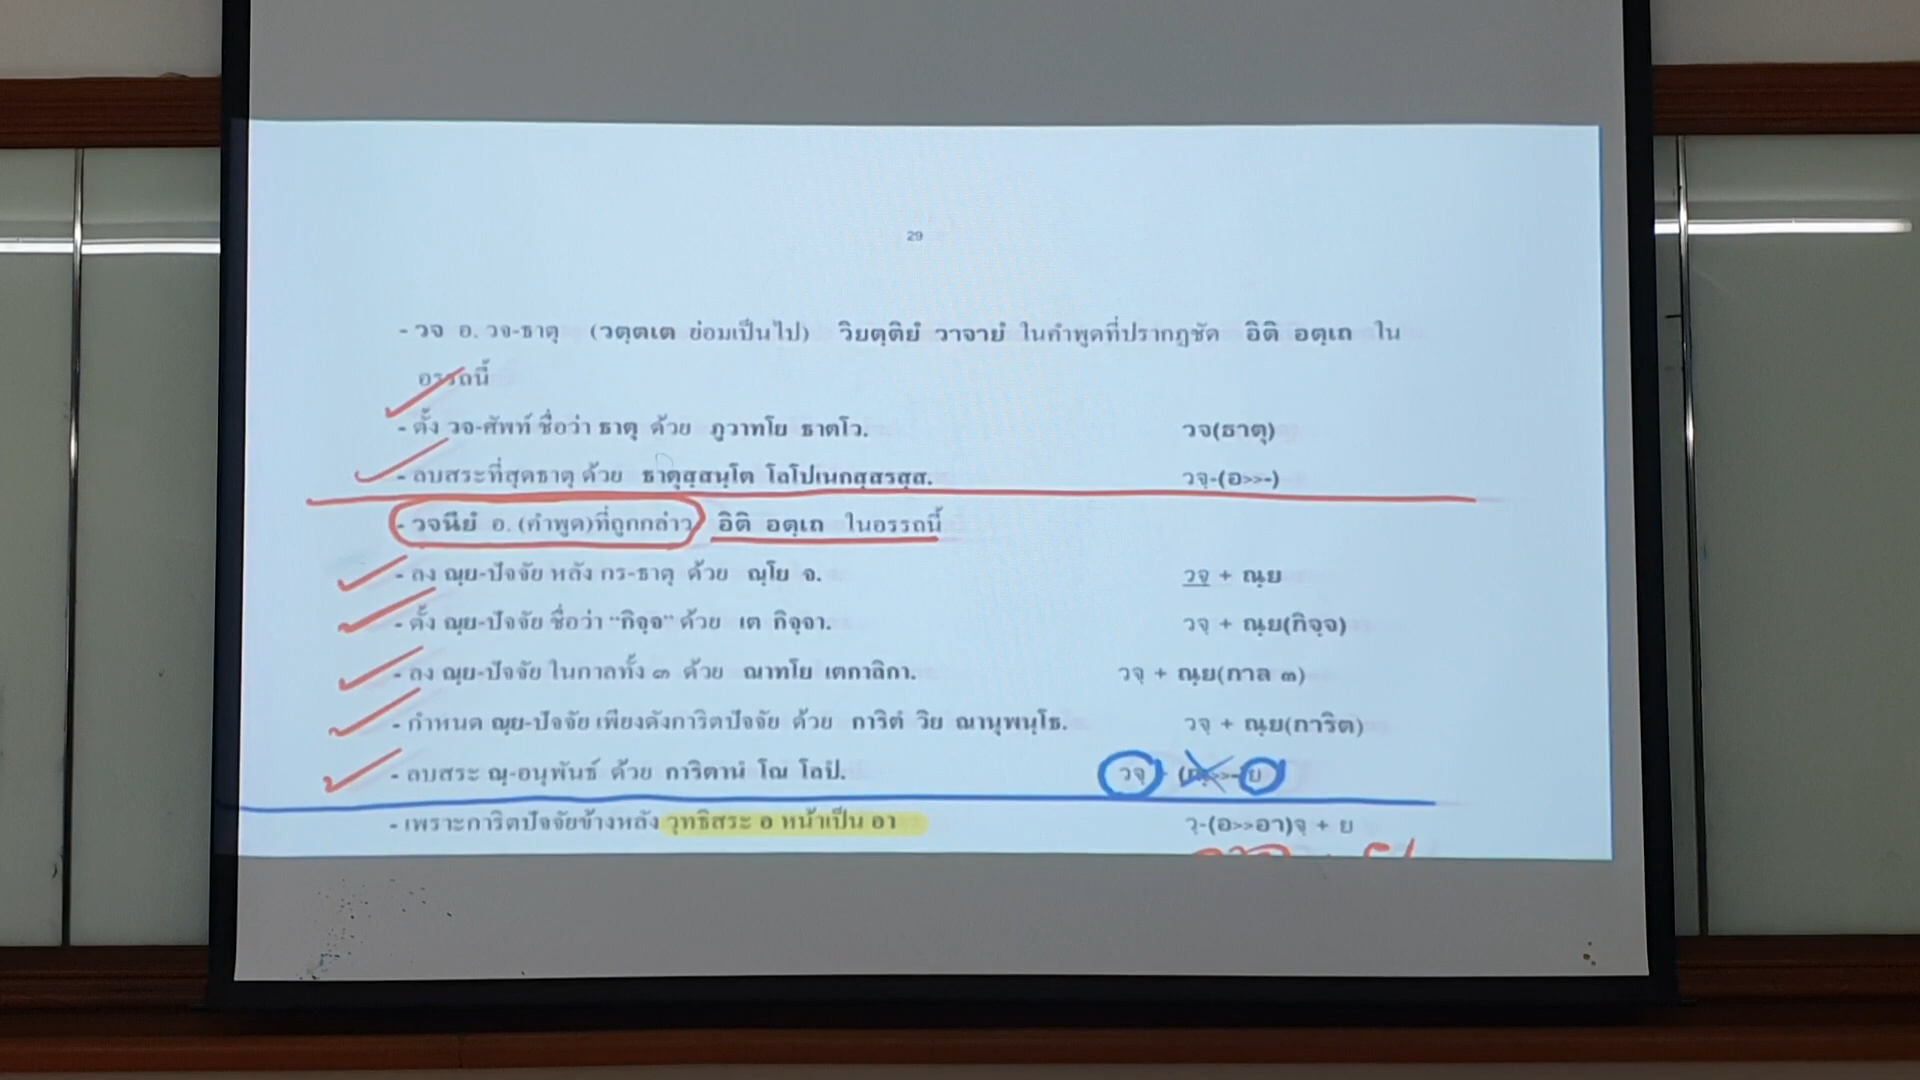 29
- วจ อ. วจ-ธาตุ (วตฺตเต ย่อมเป็นไป) วิยตฺติยํ วาจายํ ในคำพูดที่ปรากฏชัด อิติ อตฺเถ ใน
อรรถนี้
- ตั้ง วจ-ศัพท์ ชื่อว่า ธาตุ ด้วย ภูวาทโย ธาตโว. วจ(ธาตุ)
- ลบสระที่สุดธาตุ ด้วย ธาตุสฺสนฺโต โลโปเนกสฺสรสฺส. วจฺ-(อ>>-)
- วจนียํ อ. (คำพูด)ที่ถูกกล่าว อิติ อตฺเถ ในอรรถนี้
- ลง ณฺย-ปัจจัย หลัง กร-ธาตุ ด้วย ณฺโย จ. วจฺ + ณฺย
- ตั้ง ณฺย-ปัจจัย ชื่อว่า "กิจฺจ" ด้วย เต กิจฺจา. วจฺ + ณฺย(กิจฺจ)
- ลง ณฺย-ปัจจัย ในกาลทั้ง ๓ ด้วย ณาทโย เตกาลิกา. วจฺ + ณฺย(กาล ๓)
- กำหนด ณฺย-ปัจจัย เพียงดังการิตปัจจัย ด้วย การิตํ วิย ณานุพนฺโธ. วจฺ + ณฺย(การิต)
- ลบสระ ณฺ-อนุพันธ์ ด้วย การิตานํ โณ โลปํ. วจฺ + (ณฺ>>-)ย
- เพราะการิตปัจจัยข้างหลัง วุทธิสระ อ หน้าเป็น อา วฺ-(อ>>อา)จฺ + ย